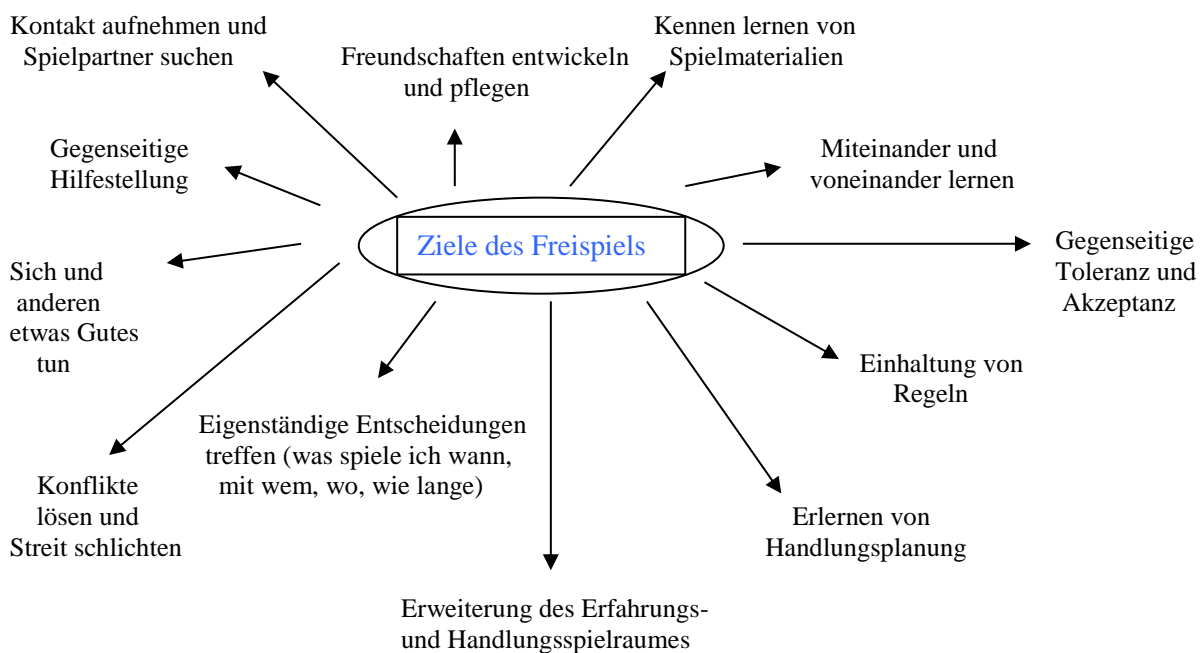 Kontakt aufnehmen und
Spielpartner suchen
Freundschaften entwickeln
und pflegen
Kennen lernen von
Spielmaterialien
Gegenseitige
Hilfestellung
Miteinander und
voneinander lernen
Ziele des Freispiels
Gegenseitige
Toleranz und
Akzeptanz
Sich und
anderen
etwas Gutes
tun
Einhaltung von
Regeln
Eigenständige Entscheidungen
treffen (was spiele ich wann,
mit wem, wo, wie lange)
Konflikte
lösen und
Streit schlichten
Erlernen von
Handlungsplanung
Erweiterung des Erfahrungs-
und Handlungsspielraumes